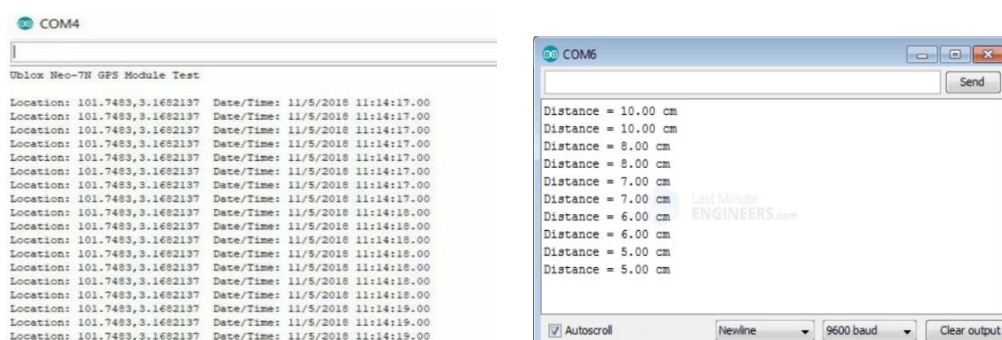 COM4
Ublox Neo-7N GPS Module Test
Location: 101.7483,3.1682137 Date/Time: 11/5/2018 11:14:17.00
Location: 101.7483,3.1682137 Date/Time: 11/5/2018 11:14:17.00
Location: 101.7483,3.1682137 Date/Time: 11/5/2018 11:14:17.00
Location: 101.7483,3.1682137 Date/Time: 11/5/2018 11:14:17.00
Location: 101.7483,3.1682137 Date/Time: 11/5/2018 11:14:17.00
Location: 101.7483,3.1682137 Date/Time: 11/5/2018 11:14:17.00
Location: 101.7483,3.1682137 Date/Time: 11/5/2018 11:14:17.00
Location: 101.7483,3.1682137 Date/Time: 11/5/2018 11:14:17.00
Location: 101.7483,3.1682137 Date/Time: 11/5/2018 11:14:18.00
Location: 101.7483,3.1682137 Date/Time: 11/5/2018 11:14:18.00
Location: 101.7483,3.1682137 Date/Time: 11/5/2018 11:14:18.00
Location: 101.7483,3.1682137 Date/Time: 11/5/2018 11:14:18.00
Location: 101.7483,3.1682137 Date/Time: 11/5/2018 11:14:18.00
Location: 101.7483,3.1682137 Date/Time: 11/5/2018 11:14:18.00
Location: 101.7483,3.1682137 Date/Time: 11/5/2018 11:14:18.00
Location: 101.7483,3.1682137 Date/Time: 11/5/2018 11:14:19.00
Location: 101.7483,3.1682137 Date/Time: 11/5/2018 11:14:19.00
Location: 101.7483,3.1682137 Date/Time: 11/5/2018 11:14:19.00
COM6
Send
Distance = 10.00 cm
Distance = 10.00 cm
Distance = 8.00 cm
Distance = 8.00 cm
Distance = 7.00 cm
Distance = 7.00 cm
Distance = 6.00 cm
Distance = 6.00 cm
Distance = 5.00 cm
Distance = 5.00 cm
Last Minute
ENGINEERS.com
Autoscroll Newline 9600 baud Clear output